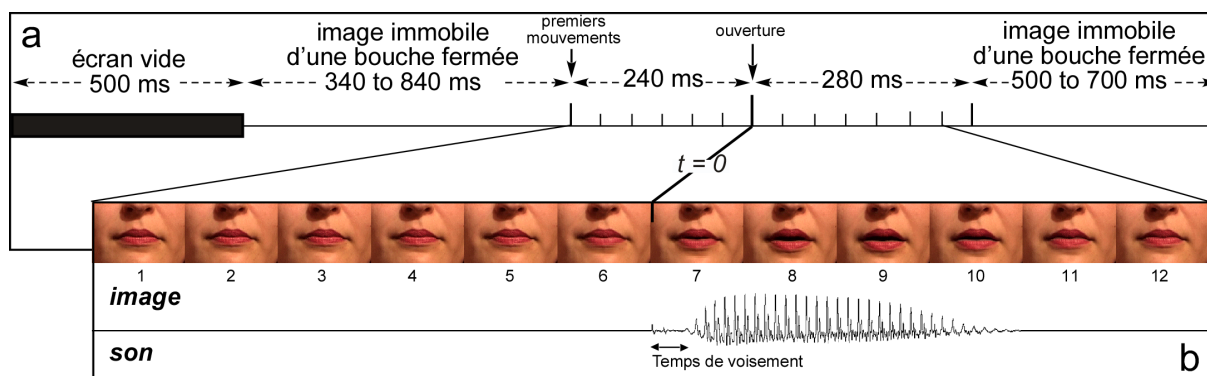 a
écran vide
500 ms
image immobile
d'une bouche fermée
340 to 840 ms
premiers
mouvements
240 ms
ouverture
280 ms
image immobile
d'une bouche fermée
500 to 700 ms
t = 0
1 2 3 4 5 6 7 8 9 10 11 12
image
son
Temps de voisement
b